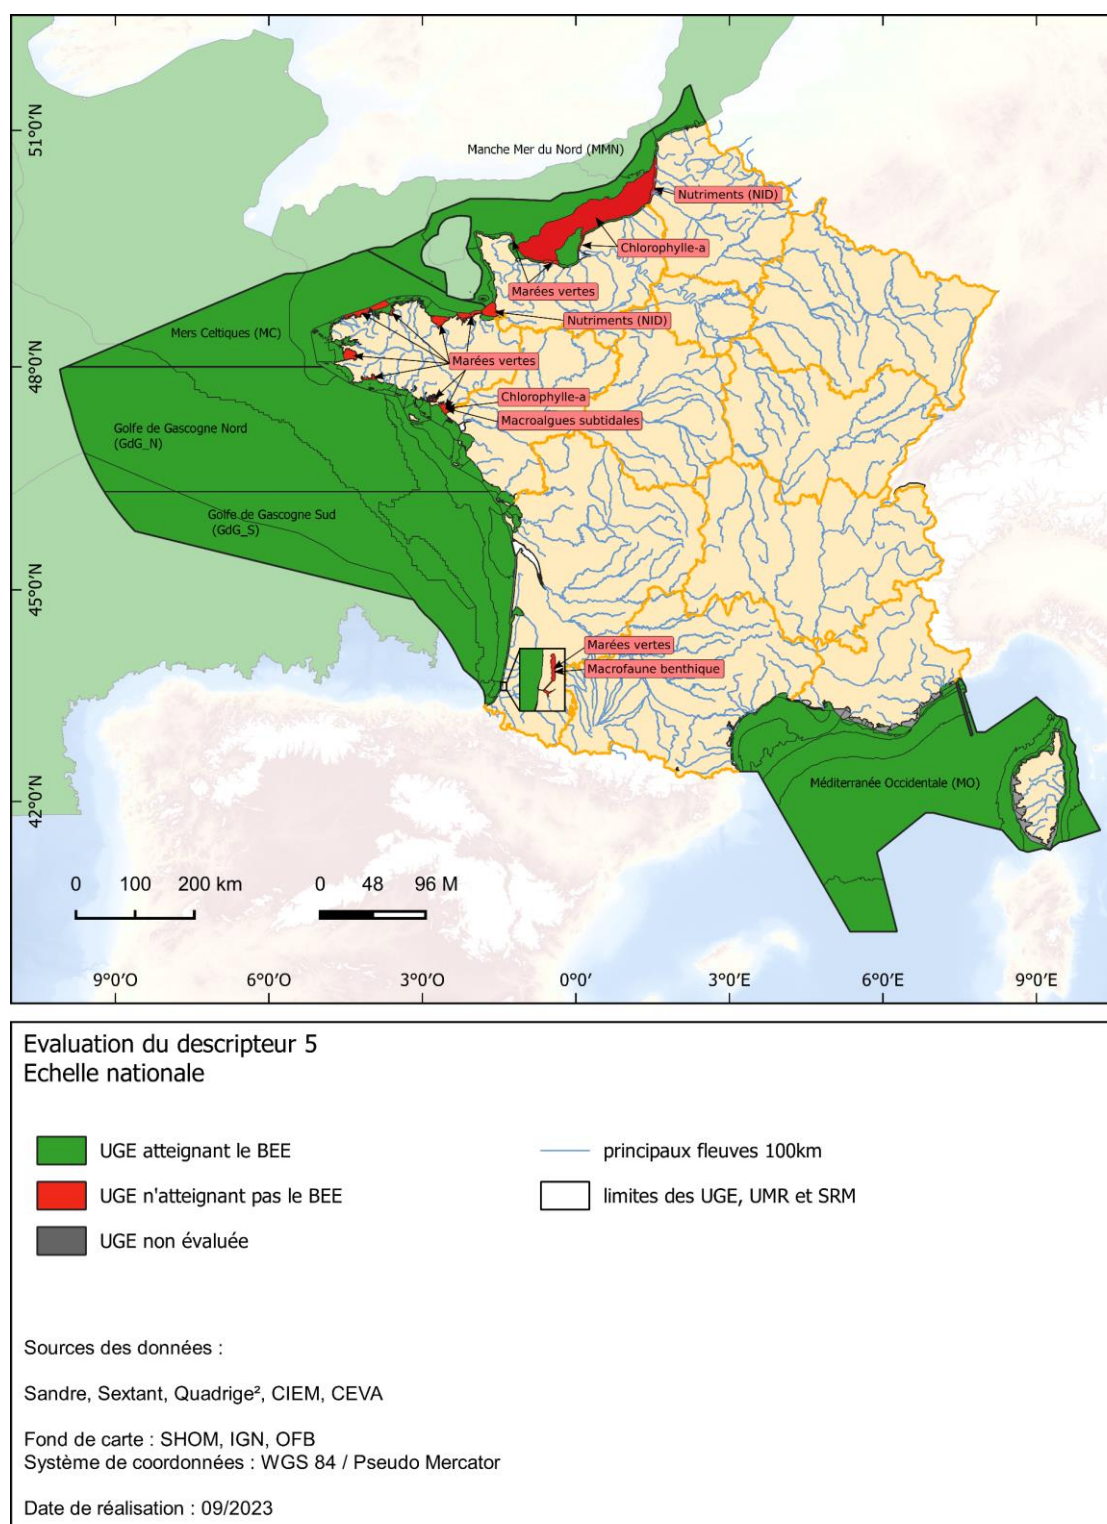 51°0'N
48°0'N
45°0'N
42°0'N
Manche Mer du Nord (MMN)
Nutriments (NID)
Chlorophylle-a
Marées vertes
Nutriments (NID)
Mers Celtiques (MC)
Marées vertes
Chlorophylle-a
Macroalgues subtidales
Golfe de Gascogne Nord
(GdG_N)
Golfe de Gascogne Sud
(GdG_S)
Marées vertes
Macrofaune benthique
Méditerranée Occidentale (MO)
0 100 200 km
0 48 96 M
9°0'O
6°0'O
3°0'O
0°0'
3°0'E
6°0'E
9°0'E
Evaluation du descripteur 5
Echelle nationale
UGE atteignant le BEE
UGE n'atteignant pas le BEE
UGE non évaluée
principaux fleuves 100km
limites des UGE, UMR et SRM
Sources des données :
Sandre, Sextant, Quadrige², CIEM, CEVA
Fond de carte : SHOM, IGN, OFB
Système de coordonnées : WGS 84 / Pseudo Mercator
Date de réalisation : 09/2023